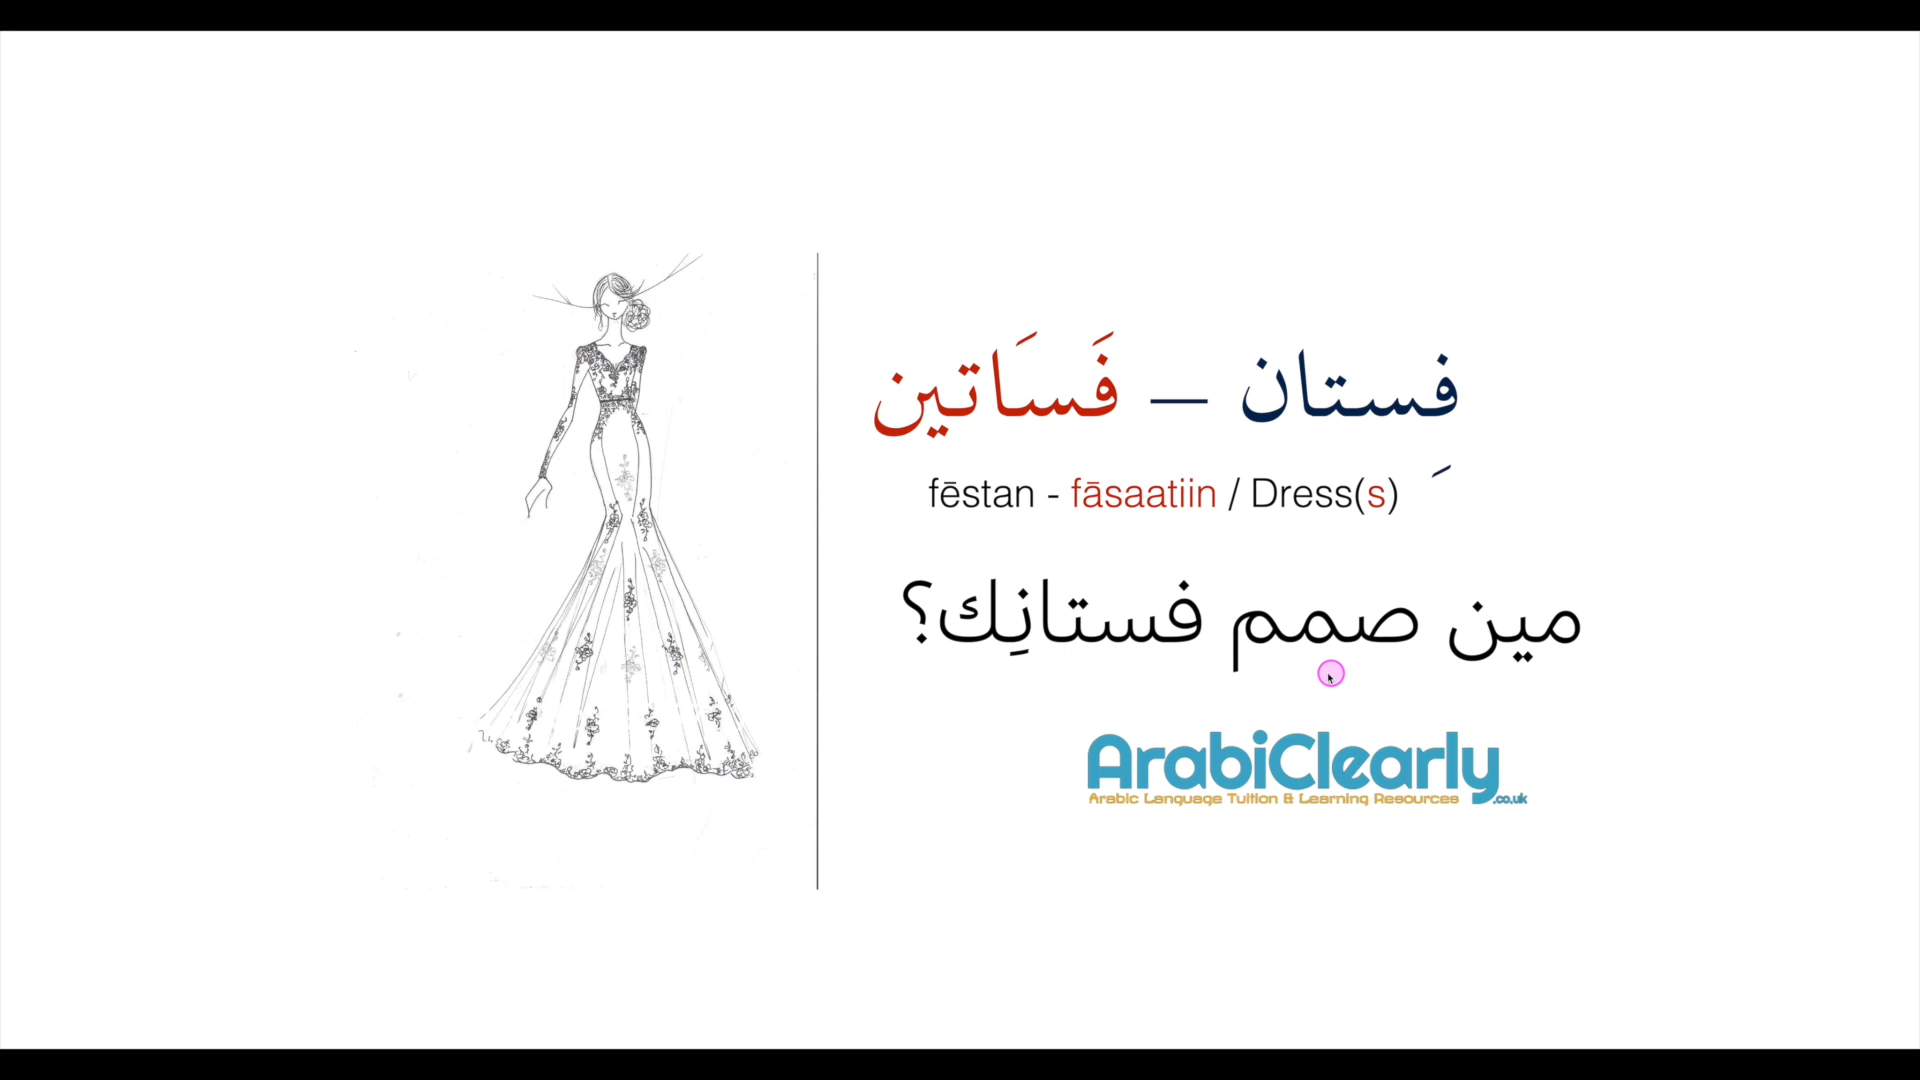 فِستان — فَسَاتين
fēstan - fāsaatiin / Dress(s)
مين صمم فستانِك؟
ArabiClearly
Arabic Language Tuition & Learning Resources .co.uk